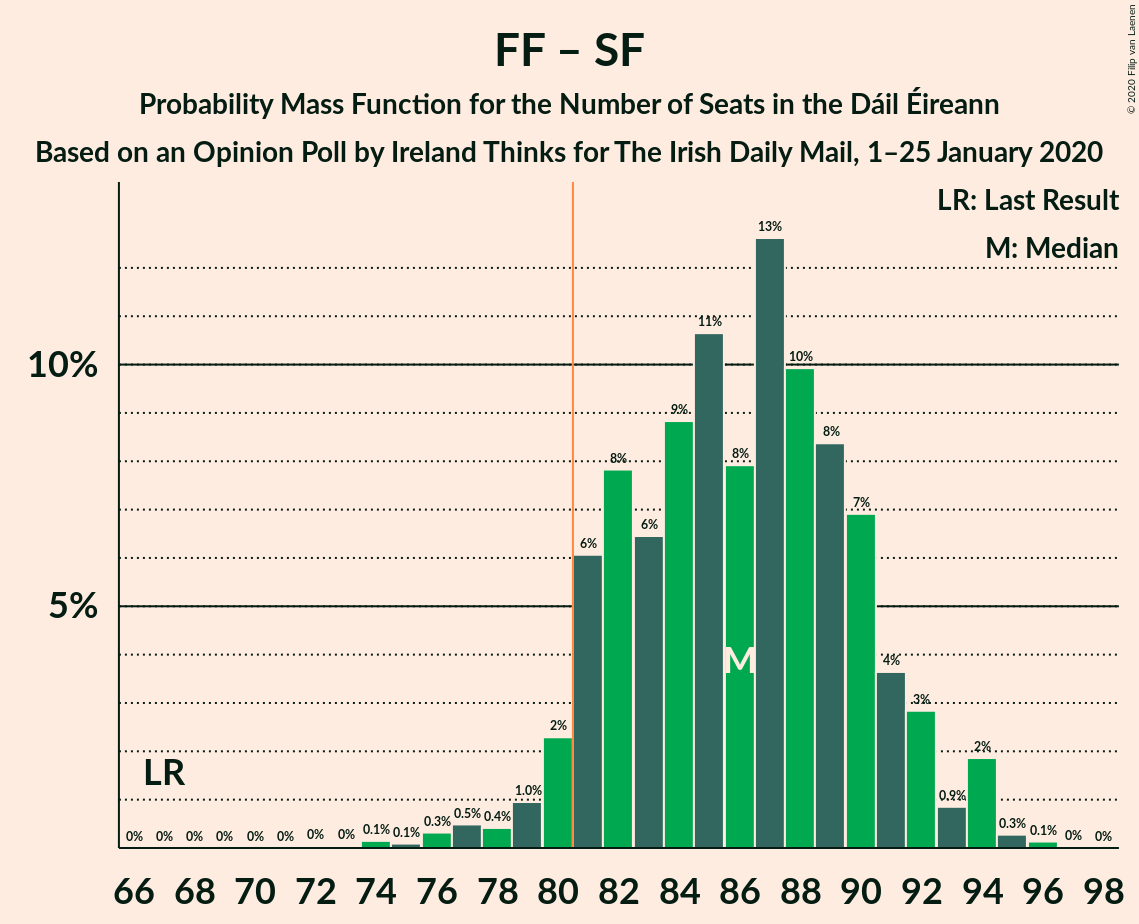 FF – SF
Probability Mass Function for the Number of Seats in the Dáil Éireann
Based on an Opinion Poll by Ireland Thinks for The Irish Daily Mail, 1–25 January 2020
© 2020 Filip van Laenen
LR: Last Result
M: Median
10%
5%
LR
M
0% 0% 0% 0% 0% 0% 0% 0% 0.1% 0.1% 0.3% 0.5% 0.4% 1.0% 2% 6% 8% 6% 9% 11% 8% 13% 10% 8% 7% 4% 3% 0.9% 2% 0.3% 0.1% 0% 0%
66 68 70 72 74 76 78 80 82 84 86 88 90 92 94 96 98